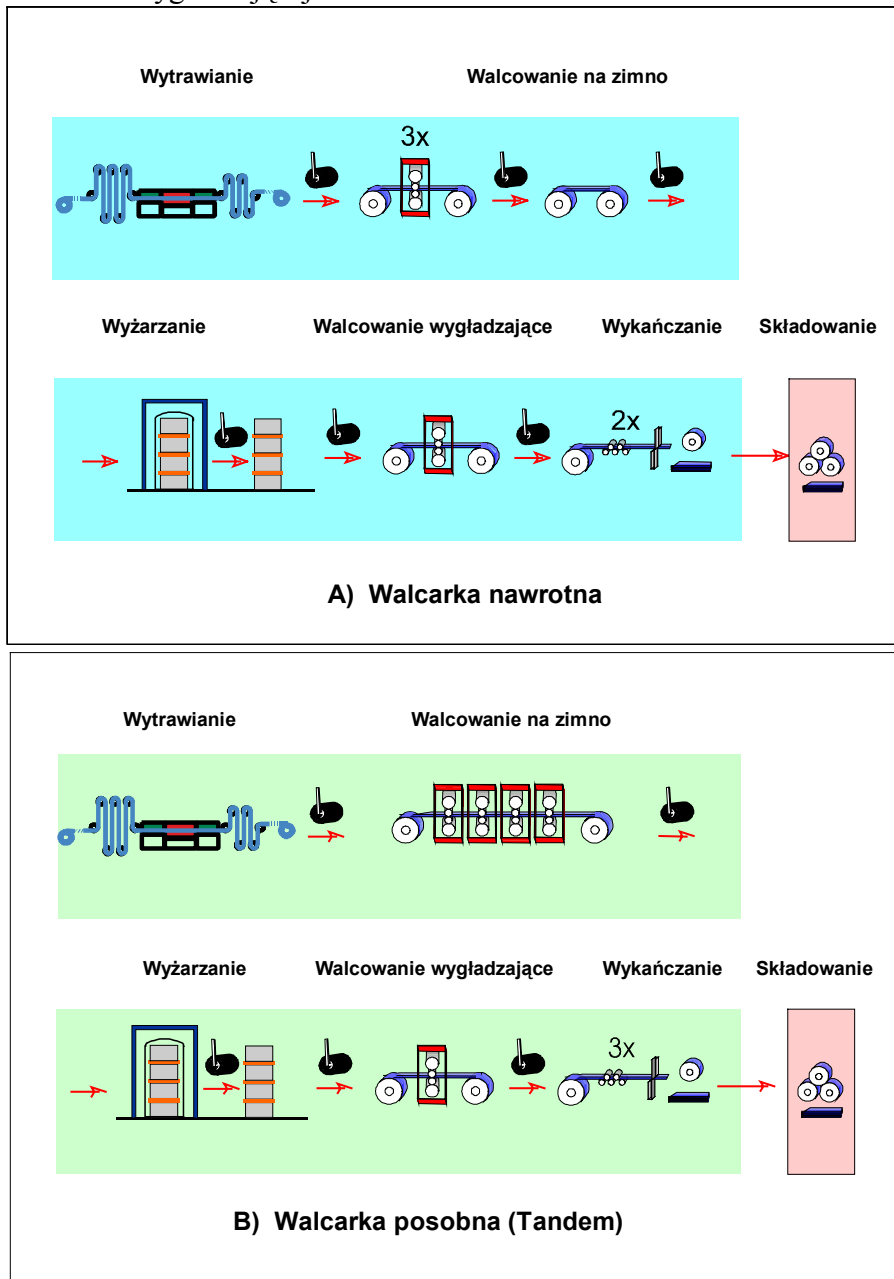 Wytrawianie Walcowanie na zimno
3x
Wyżarzanie Walcowanie wygładzające Wykańczanie Składowanie
2x
A) Walcarka nawrotna
Wytrawianie Walcowanie na zimno
Wyżarzanie Walcowanie wygładzające Wykańczanie Składowanie
3x
B) Walcarka posobna (Tandem)